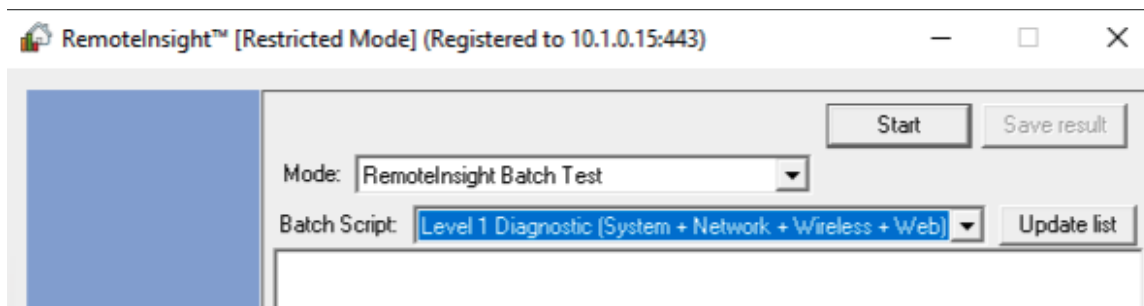 RemoteInsight™ [Restricted Mode] (Registered to 10.1.0.15:443)
Start Save result
Mode: RemoteInsight Batch Test
Batch Script: Level 1 Diagnostic (System + Network + Wireless + Web) Update list